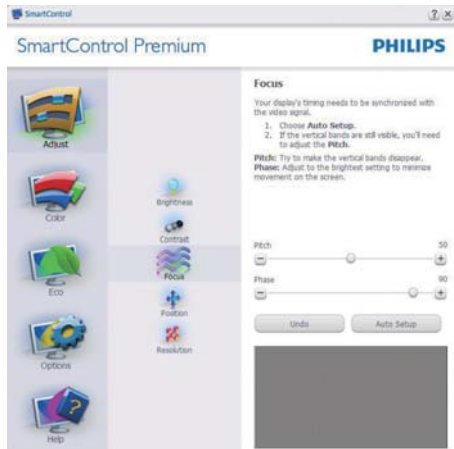 SmartControl
? ×
SmartControl Premium
PHILIPS
Adjust
Color
Eco
Options
Help
Brightness
Contrast
Focus
Position
Resolution
Focus
Your display's timing needs to be synchronized with
the video signal.
1. Choose Auto Setup.
2. If the vertical bands are still visible, you'll need
to adjust the Pitch.
Pitch: Try to make the vertical bands disappear.
Phase: Adjust to the brightest setting to minimize
movement on the screen.
Pitch 50
Phase 90
Undo Auto Setup